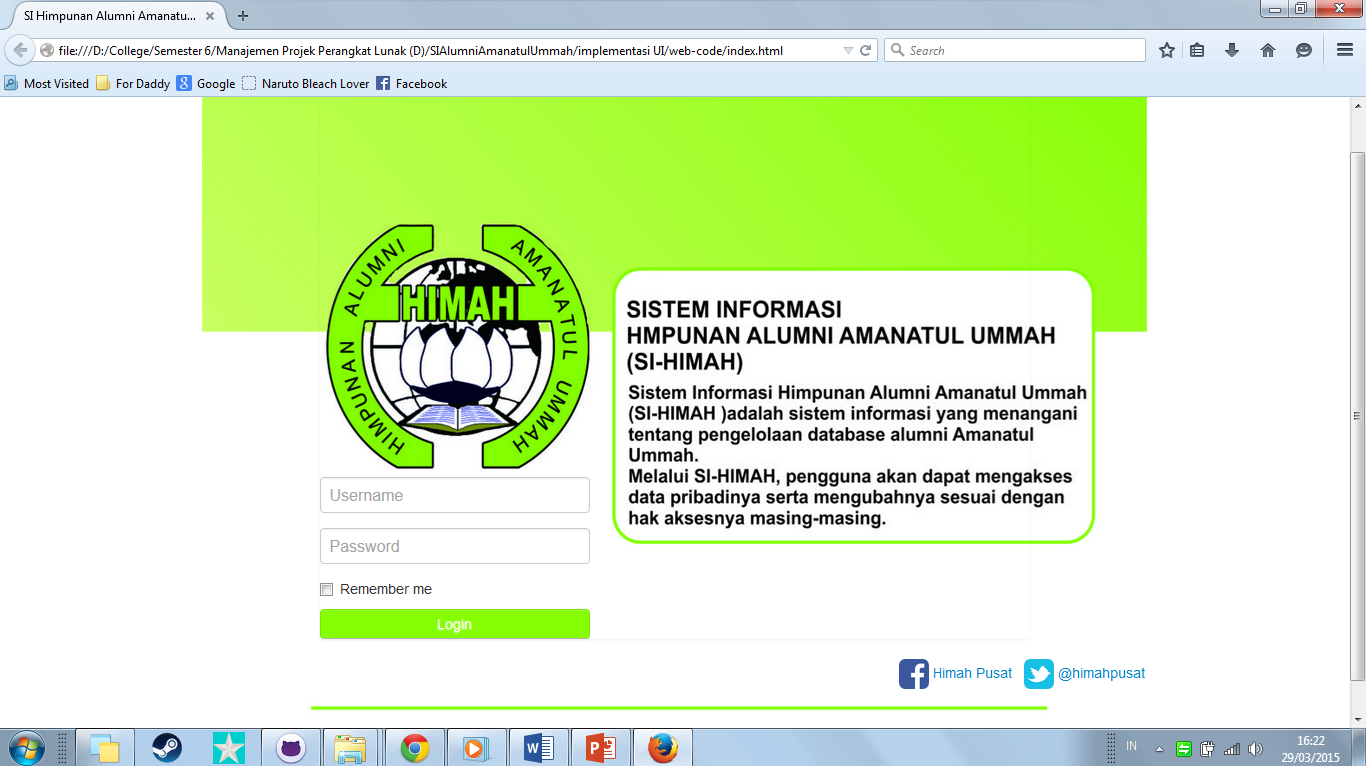 SI Himpunan Alumni Amanatu...
file:///D:/College/Semester 6/Manajemen Projek Perangkat Lunak (D)/SIAlumniAmanatulUmmah/implementasi UI/web-code/index.html
Search
Most Visited For Daddy Google Naruto Bleach Lover Facebook
HIMPUNAN ALUMNI AMANATUL UMMAH
HIMAH
SISTEM INFORMASI
HMPUNAN ALUMNI AMANATUL UMMAH
(SI-HIMAH)
Sistem Informasi Himpunan Alumni Amanatul Ummah
(SI-HIMAH )adalah sistem informasi yang menangani
tentang pengelolaan database alumni Amanatul
Ummah.
Melalui SI-HIMAH, pengguna akan dapat mengakses
data pribadinya serta mengubahnya sesuai dengan
hak aksesnya masing-masing.
Username
Password
Remember me
Login
Himah Pusat @himahpusat
IN
16:22
29/03/2015